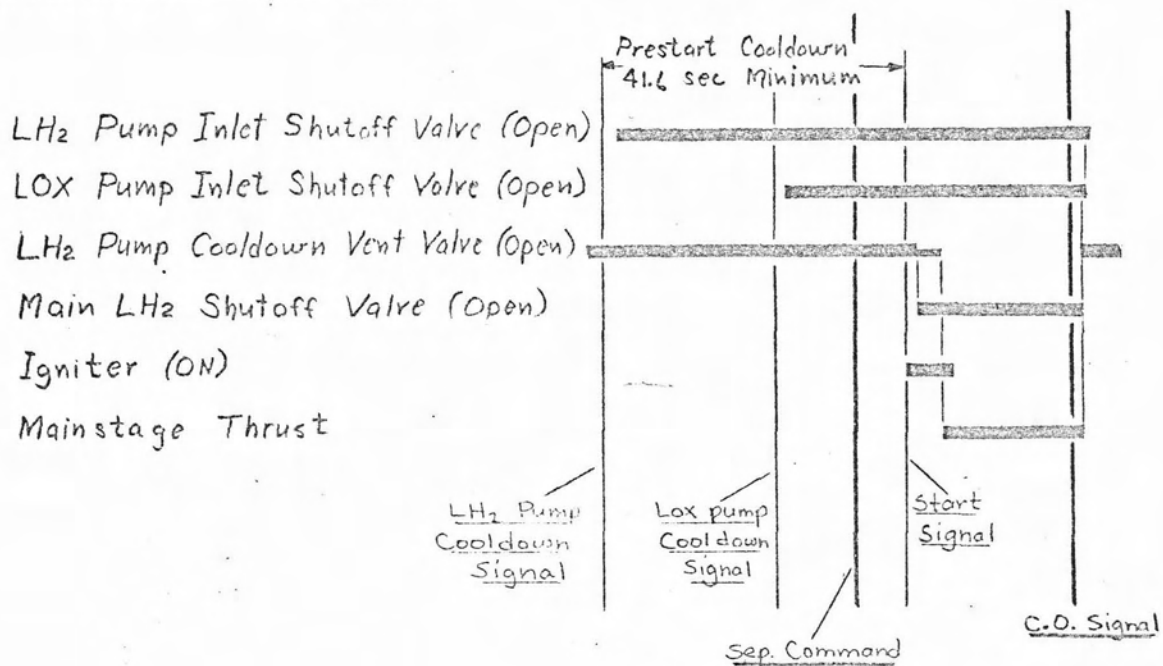 Prestart Cooldown
41.6 sec Minimum
LH2 Pump Inlet Shutoff Valve (Open)
LOX Pump Inlet Shutoff Valve (Open)
LH2 Pump Cooldown Vent Valve (Open)
Main LH2 Shutoff Valve (Open)
Igniter (ON)
Mainstage Thrust
LH2 Pump
Cooldown
Signal
Lox pump
Cooldown
Signal
Start
Signal
Sep. Command
C.O. Signal